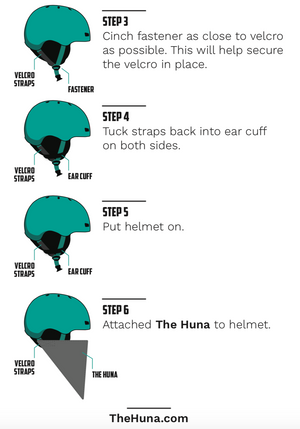 STEP 3
Cinch fastener as close to velcro
as possible. This will help secure
the velcro in place.
VELCRO
STRAPS
FASTENER
STEP 4
Tuck straps back into ear cuff
on both sides.
VELCRO
STRAPS
EAR CUFF
STEP 5
Put helmet on.
VELCRO
STRAPS
EAR CUFF
STEP 6
Attached The Huna to helmet.
VELCRO
STRAPS
THE HUNA
TheHuna.com